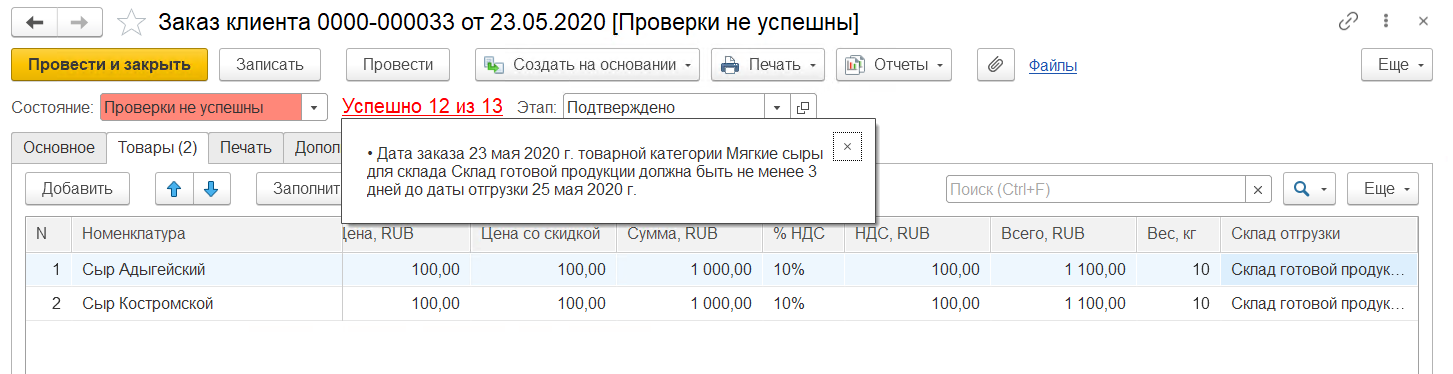 Заказ клиента 0000-000033 от 23.05.2020 [Проверки не успешны]
Провести и закрыть Записать Провести Создать на основании Печать Отчеты Файлы Еще
Состояние: Проверки не успешны Успешно 12 из 13 Этап: Подтверждено
Основное Товары (2) Печать Допол
• Дата заказа 23 мая 2020 г. товарной категории Мягкие сыры
для склада Склад готовой продукции должна быть не менее 3
дней до даты отгрузки 25 мая 2020 г.
Добавить Заполнит Поиск (Ctrl+F) Еще
N Номенклатура Цена, RUB Цена со скидкой Сумма, RUB % НДС НДС, RUB Всего, RUB Вес, кг Склад отгрузки
1 Сыр Адыгейский 100,00 100,00 1 000,00 10% 100,00 1 100,00 10 Склад готовой продук...
2 Сыр Костромской 100,00 100,00 1 000,00 10% 100,00 1 100,00 10 Склад готовой продук...